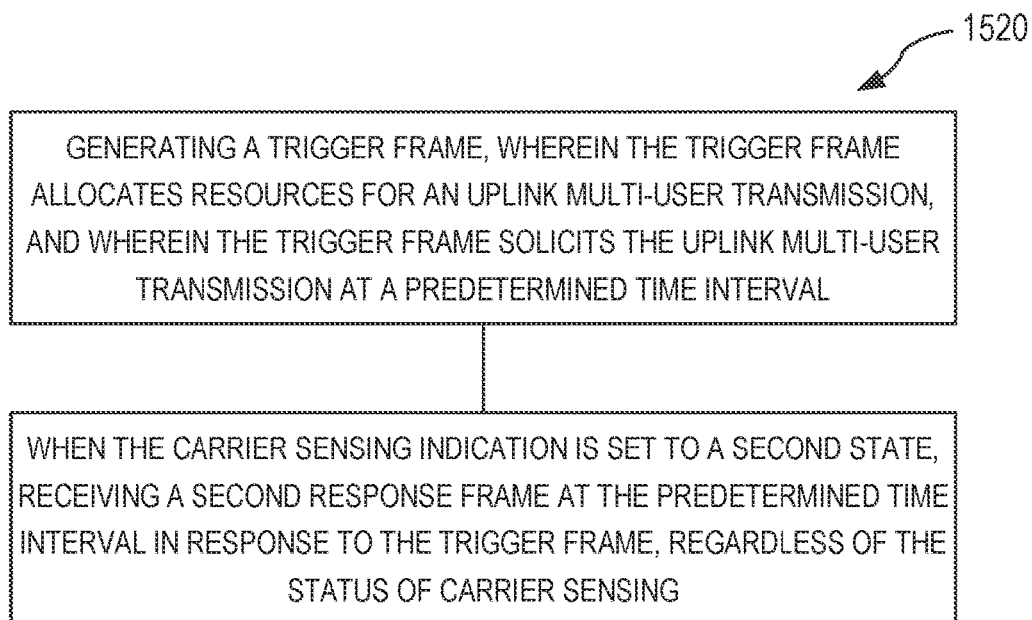 1520
GENERATING A TRIGGER FRAME, WHEREIN THE TRIGGER FRAME
ALLOCATES RESOURCES FOR AN UPLINK MULTI-USER TRANSMISSION,
AND WHEREIN THE TRIGGER FRAME SOLICITS THE UPLINK MULTI-USER
TRANSMISSION AT A PREDETERMINED TIME INTERVAL
WHEN THE CARRIER SENSING INDICATION IS SET TO A SECOND STATE,
RECEIVING A SECOND RESPONSE FRAME AT THE PREDETERMINED TIME
INTERVAL IN RESPONSE TO THE TRIGGER FRAME, REGARDLESS OF THE
STATUS OF CARRIER SENSING